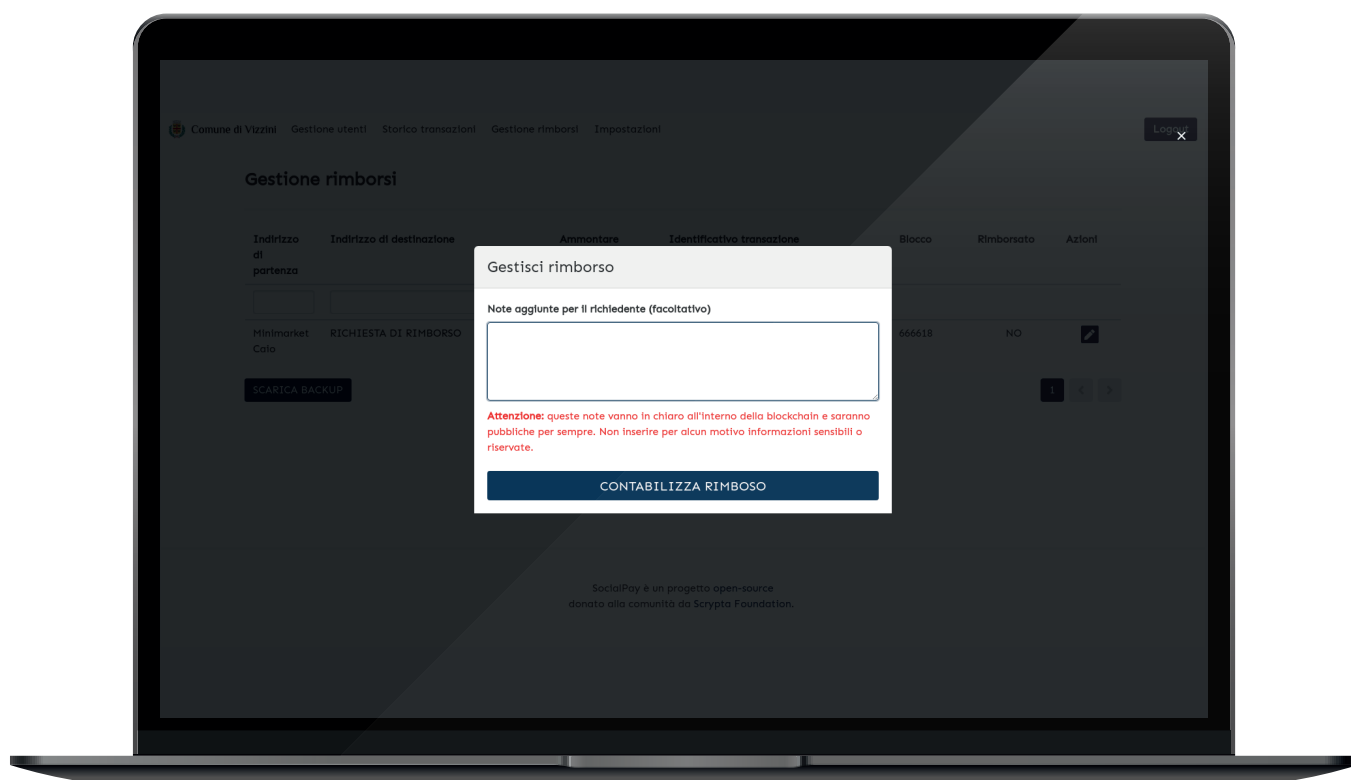 Comune di Vizzini Gestione utenti Storico transazioni Gestione rimborsi Impostazioni Logout
×
Gestione rimborsi
Indirizzo di partenza Indirizzo di destinazione Ammontare Identificativo transazione Blocco Rimborsato Azioni
Gestisci rimborso
Note aggiunte per il richiedente (facoltativo)
Minimarket Caio RICHIESTA DI RIMBORSO 666618 NO
SCARICA BACKUP 1 < >
Attenzione: queste note vanno in chiaro all'interno della blockchain e saranno
pubbliche per sempre. Non inserire per alcun motivo informazioni sensibili o
riservate.
CONTABILIZZA RIMBOSO
SocialPay è un progetto open-source
donato alla comunità da Scrypta Foundation.